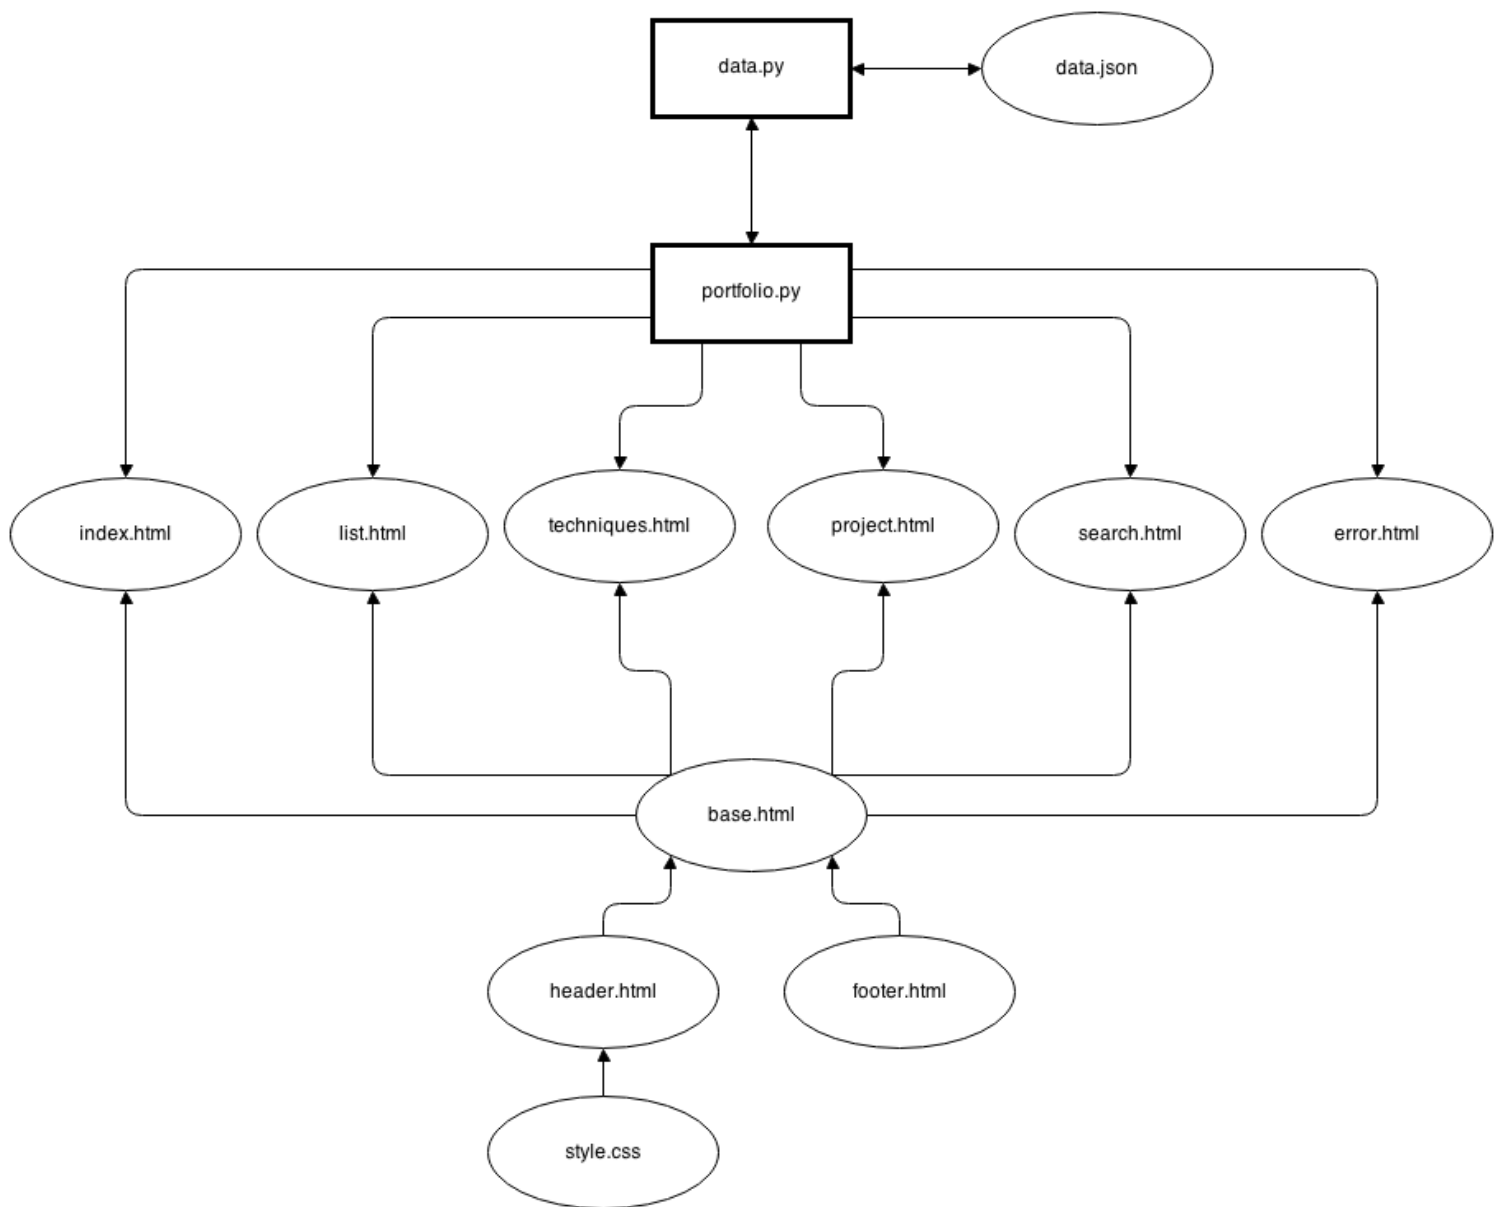 data.py
data.json
portfolio.py
index.html
list.html
techniques.html
project.html
search.html
error.html
base.html
header.html
footer.html
style.css